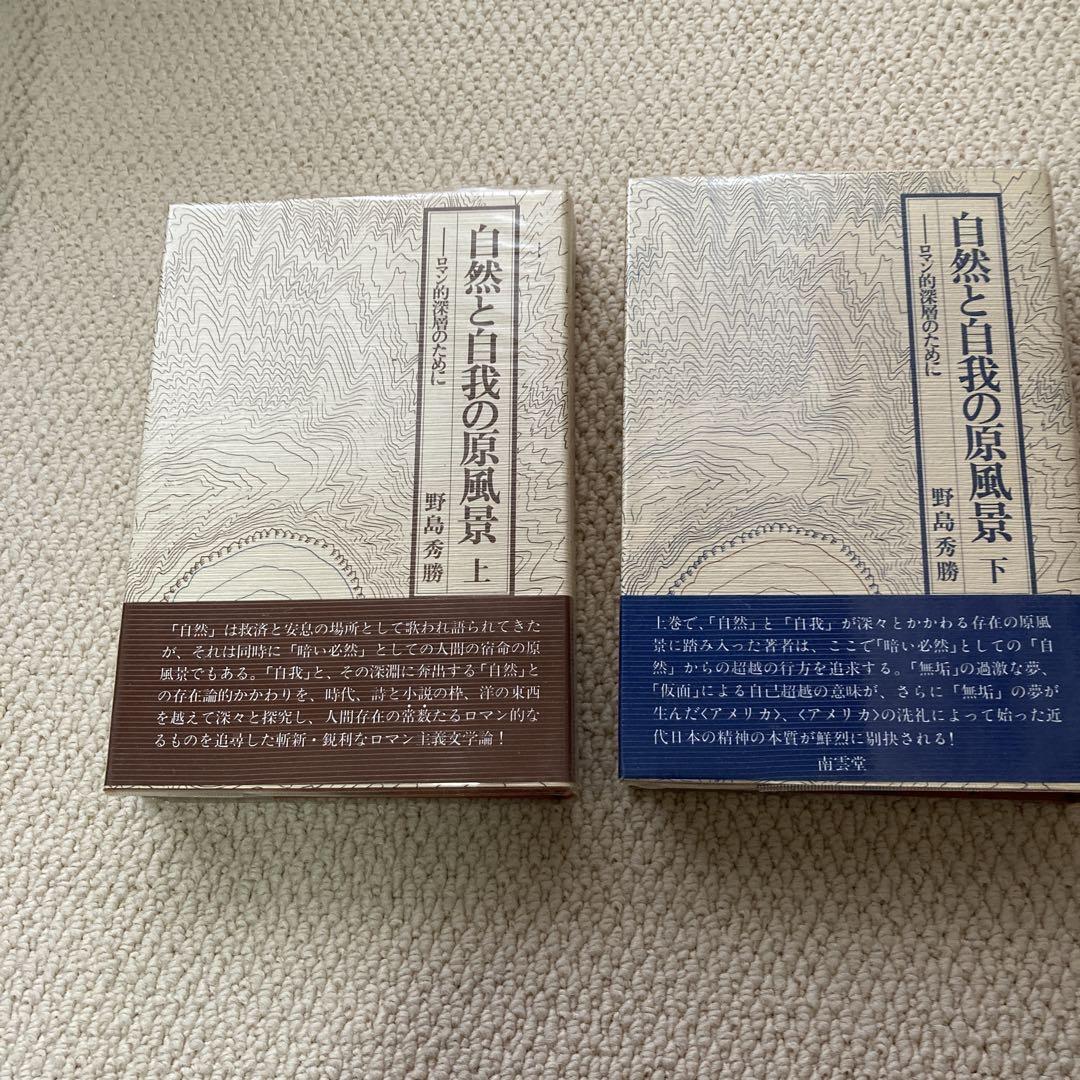 自然と自我の原風景 上
──ロマン的深層のために
野島秀勝
「自然」は救済と安息の場所として歌われ語られてきた
が、それは同時に「暗い必然」としての人間の宿命の原
風景でもある。「自我」と、その深淵に奔出する「自然」と
の存在論的かかわりを、時代、詩と小説の枠、洋の東西
を越えて深々と探究し、人間存在の常数たるロマン的な
るものを追尋した斬新・鋭利なロマン主義文学論!
自然と自我の原風景 下
──ロマン的深層のために
野島秀勝
上巻で、「自然」と「自我」が深々とかかわる存在の原風
景に踏み入った著者は、ここで「暗い必然」としての「自
然」からの超越の行方を追求する。「無垢」の過激な夢、
「仮面」による自己超越の意味が、さらに「無垢」の夢が
生んだ〈アメリカ〉、〈アメリカ〉の洗礼によって始った近
代日本の精神の本質が鮮烈に剔抉される!
南雲堂